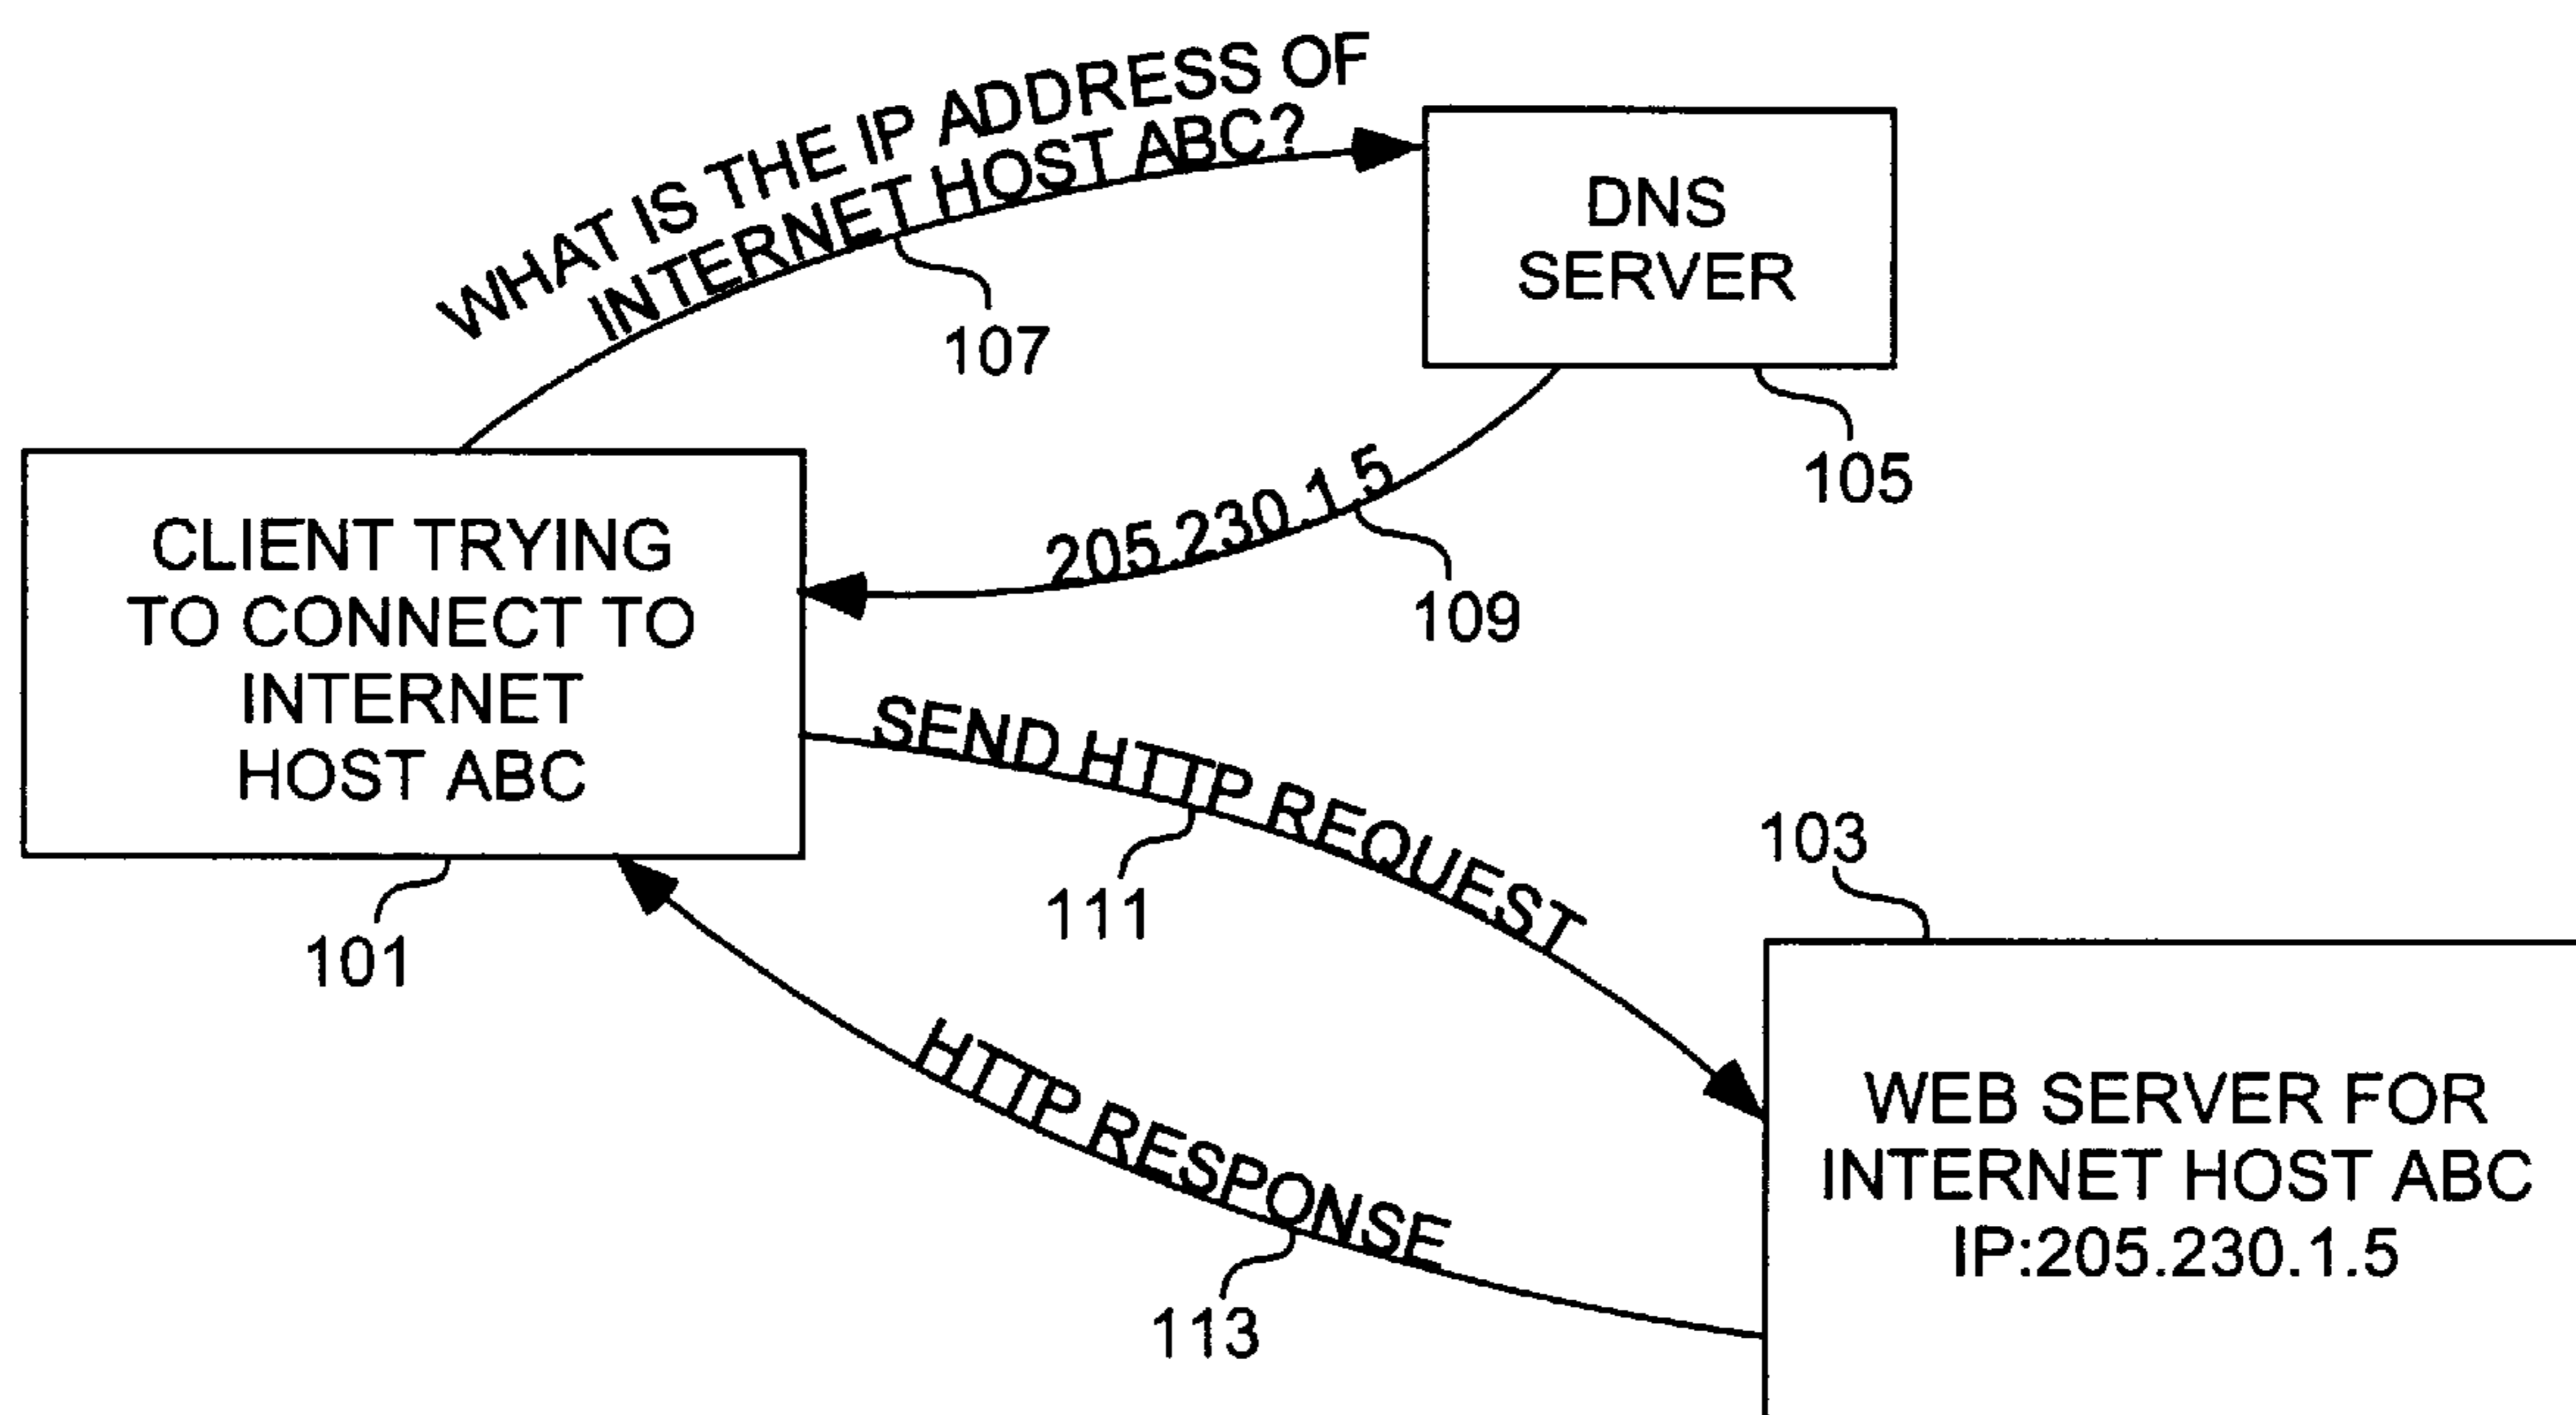 WHAT IS THE IP ADDRESS OF
INTERNET HOST ABC?
107
DNS
SERVER
105
205.230.1.5
109
CLIENT TRYING
TO CONNECT TO
INTERNET
HOST ABC
101
SEND HTTP REQUEST
111
103
HTTP RESPONSE
113
WEB SERVER FOR
INTERNET HOST ABC
IP:205.230.1.5